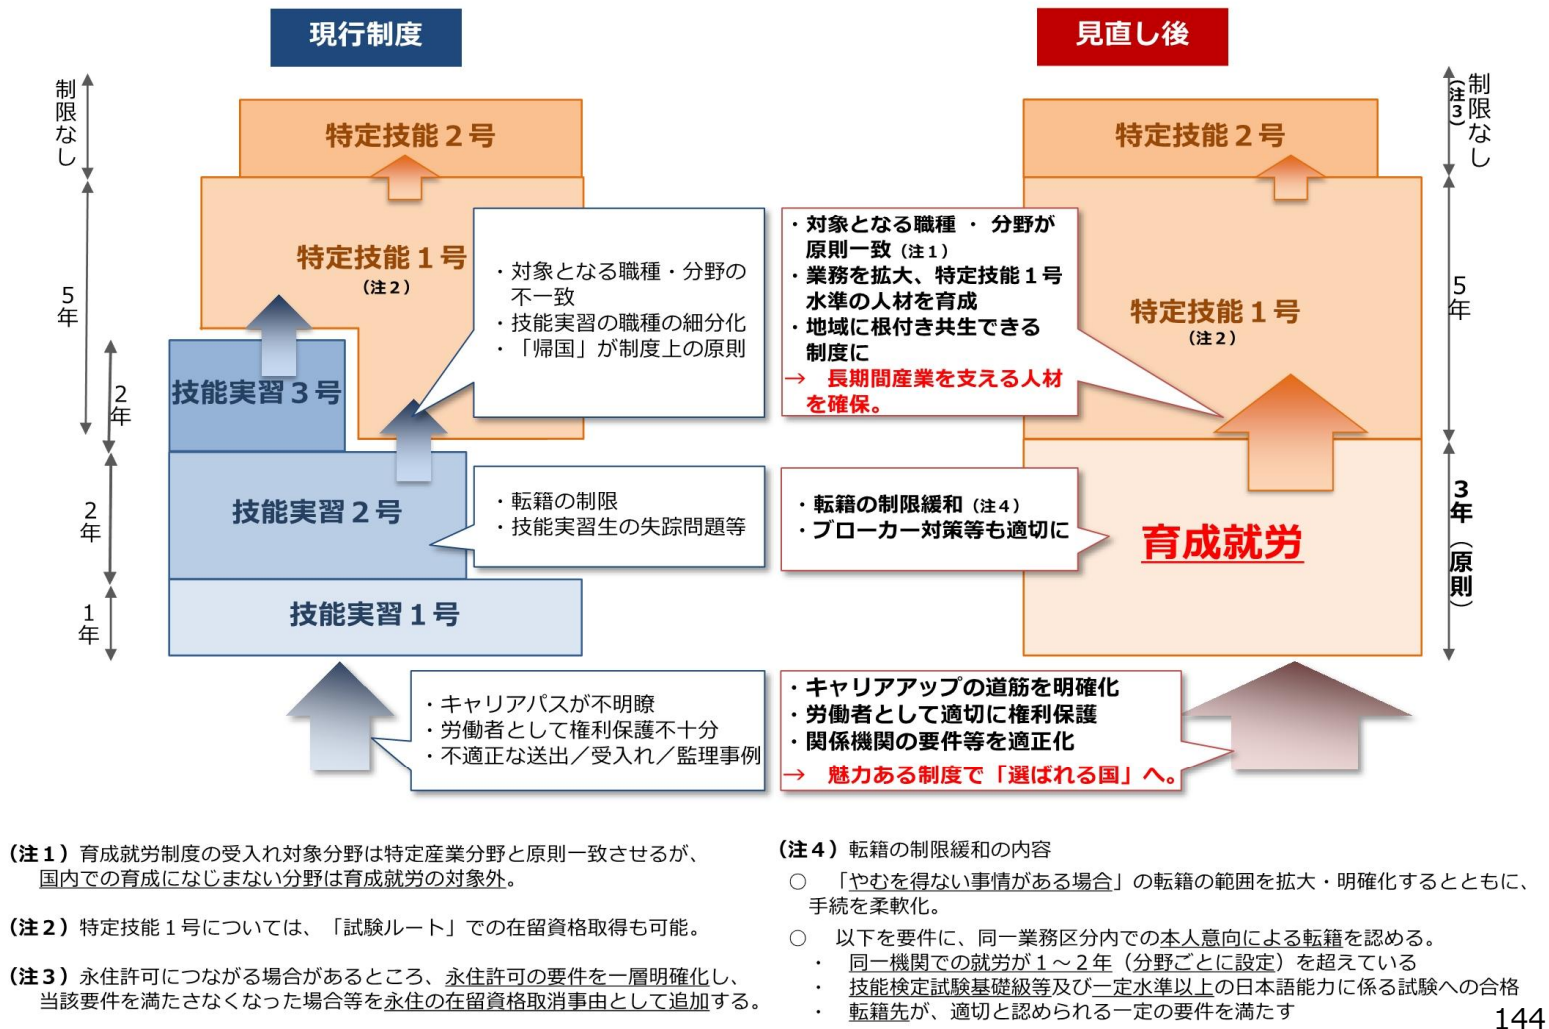 現行制度
見直し後
制限なし
特定技能２号
特定技能１号
（注２）
5年
技能実習３号
2年
技能実習２号
2年
技能実習１号
1年
・対象となる職種・分野の
不一致
・技能実習の職種の細分化
・「帰国」が制度上の原則
・転籍の制限
・技能実習生の失踪問題等
・キャリアパスが不明瞭
・労働者として権利保護不十分
・不適正な送出／受入れ／監理事例
制限なし
（注３）
特定技能２号
・対象となる職種 ・ 分野が
原則一致（注１）
・業務を拡大、特定技能１号
水準の人材を育成
・地域に根付き共生できる
制度に
→　長期間産業を支える人材
を確保。
特定技能１号
（注２）
5年
・転籍の制限緩和（注４）
・ブローカー対策等も適切に
育成就労
3年（原則）
・キャリアアップの道筋を明確化
・労働者として適切に権利保護
・関係機関の要件等を適正化
→　魅力ある制度で「選ばれる国」へ。
（注１）育成就労制度の受入れ対象分野は特定産業分野と原則一致させるが、
国内での育成になじまない分野は育成就労の対象外。
（注２）特定技能１号については、「試験ルート」での在留資格取得も可能。
（注３）永住許可につながる場合があるところ、永住許可の要件を一層明確化し、
当該要件を満たさなくなった場合等を永住の在留資格取消事由として追加する。
（注４）転籍の制限緩和の内容
○　「やむを得ない事情がある場合」の転籍の範囲を拡大・明確化するとともに、
手続を柔軟化。
○　以下を要件に、同一業務区分内での本人意向による転籍を認める。
・　同一機関での就労が１～２年（分野ごとに設定）を超えている
・　技能検定試験基礎級等及び一定水準以上の日本語能力に係る試験への合格
・　転籍先が、適切と認められる一定の要件を満たす
144